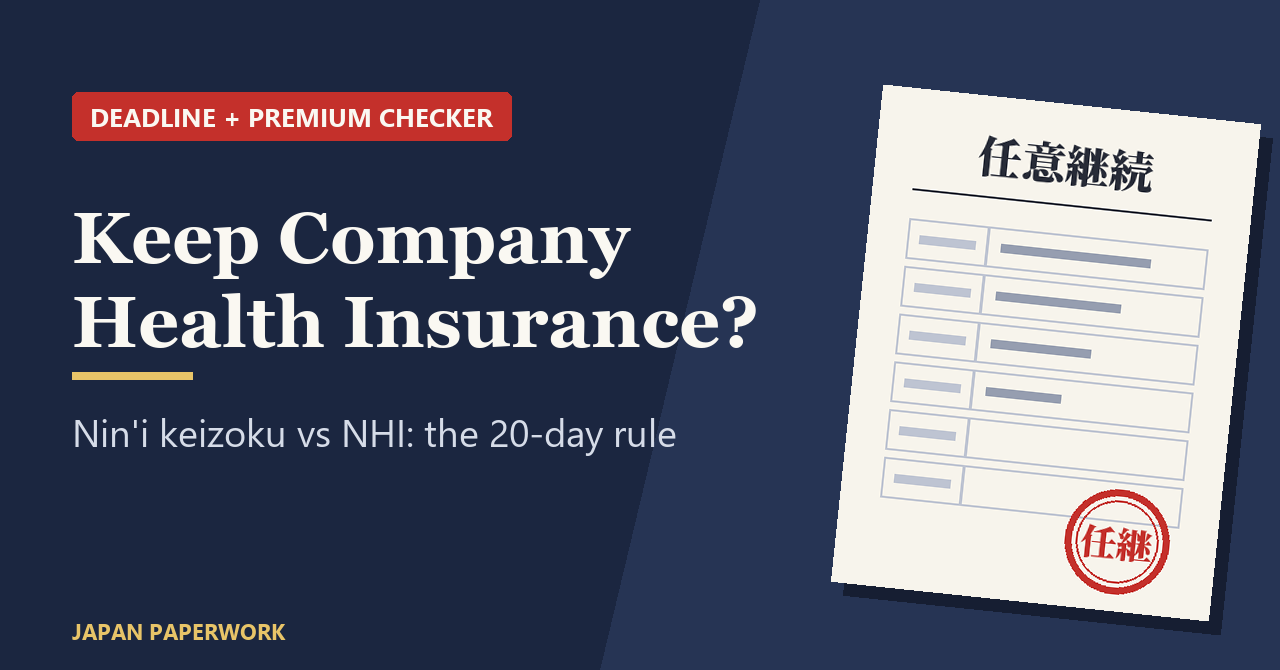 DEADLINE + PREMIUM CHECKER
Keep Company
Health Insurance?
Nin'i keizoku vs NHI: the 20-day rule
JAPAN PAPERWORK
任意継続
任継